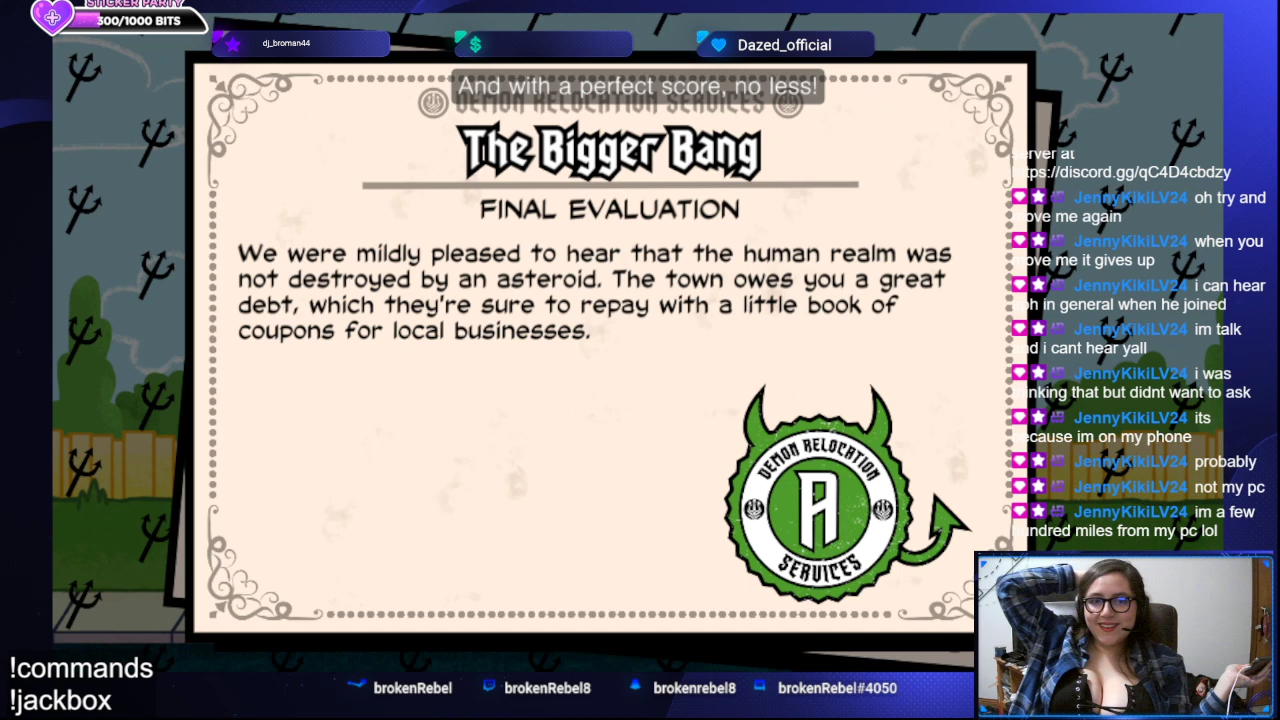 STICKER PARTY
300/1000 BITS
dj_broman44
$
Dazed_official
And with a perfect score, no less!
DEMON RELOCATION SERVICES
The Bigger Bang
FINAL EVALUATION
We were mildly pleased to hear that the human realm was
not destroyed by an asteroid. The town owes you a great
debt, which they're sure to repay with a little book of
coupons for local businesses.
DEMON RELOCATION
A
SERVICES
erver at
ttps://discord.gg/qC4D4cbdzy
JennyKikiLV24 oh try and
ove me again
JennyKikiLV24 when you
ove me it gives up
JennyKikiLV24 i can hear
ph in general when he joined
JennyKikiLV24 im talk
nd i cant hear yall
JennyKikiLV24 i was
inking that but didnt want to ask
JennyKikiLV24 its
ecause im on my phone
JennyKikiLV24 probably
JennyKikiLV24 not my pc
JennyKikiLV24 im a few
undred miles from my pc lol
!commands
!jackbox
brokenRebel
brokenRebel8
brokenrebel8
brokenRebel#4050